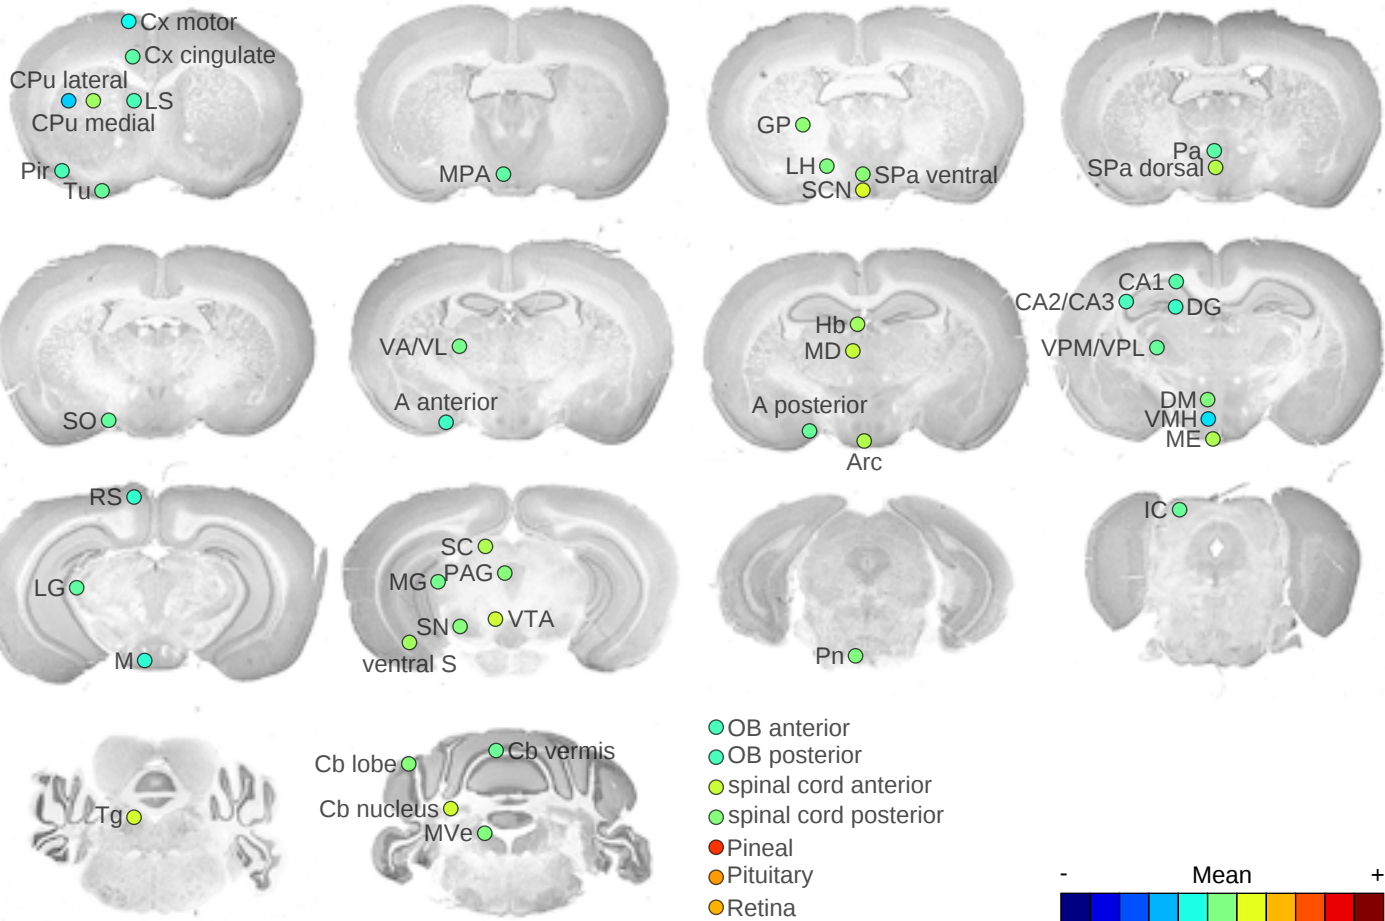 Cx motor
Cx cingulate
CPu lateral
LS
CPu medial
Pir
Tu
MPA
GP
LH
SPa ventral
SCN
Pa
SPa dorsal
SO
VA/VL
A anterior
Hb
MD
A posterior
Arc
CA1
CA2/CA3
DG
VPM/VPL
DM
VMH
ME
RS
LG
M
SC
MG
PAG
SN
VTA
ventral S
Pn
IC
Tg
Cb lobe
Cb vermis
Cb nucleus
MVe
OB anterior
OB posterior
spinal cord anterior
spinal cord posterior
Pineal
Pituitary
Retina
- Mean +